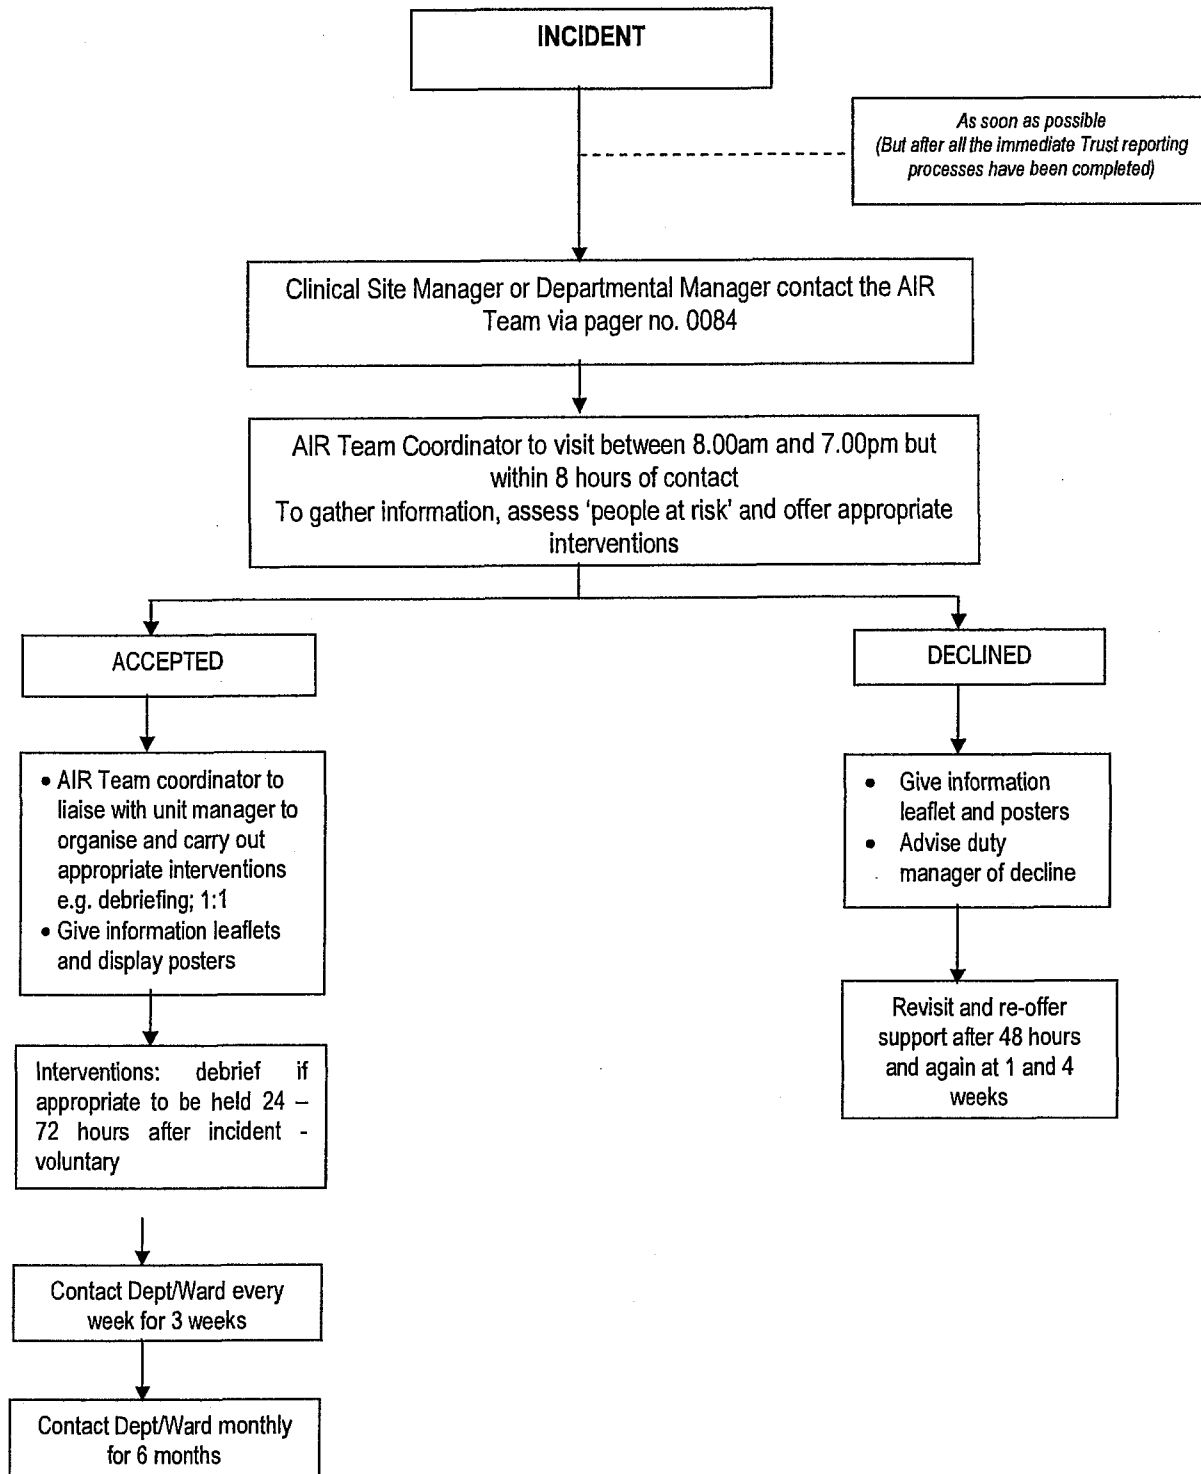 INCIDENT
As soon as possible
(But after all the immediate Trust reporting
processes have been completed)
Clinical Site Manager or Departmental Manager contact the AIR
Team via pager no. 0084
AIR Team Coordinator to visit between 8.00am and 7.00pm but
within 8 hours of contact
To gather information, assess ‘people at risk’ and offer appropriate
interventions
ACCEPTED
DECLINED
• AIR Team coordinator to
liaise with unit manager to
organise and carry out
appropriate interventions
e.g. debriefing; 1:1
• Give information leaflets
and display posters
• Give information
leaflet and posters
• Advise duty
manager of decline
Interventions: debrief if
appropriate to be held 24 –
72 hours after incident -
voluntary
Revisit and re-offer
support after 48 hours
and again at 1 and 4
weeks
Contact Dept/Ward every
week for 3 weeks
Contact Dept/Ward monthly
for 6 months